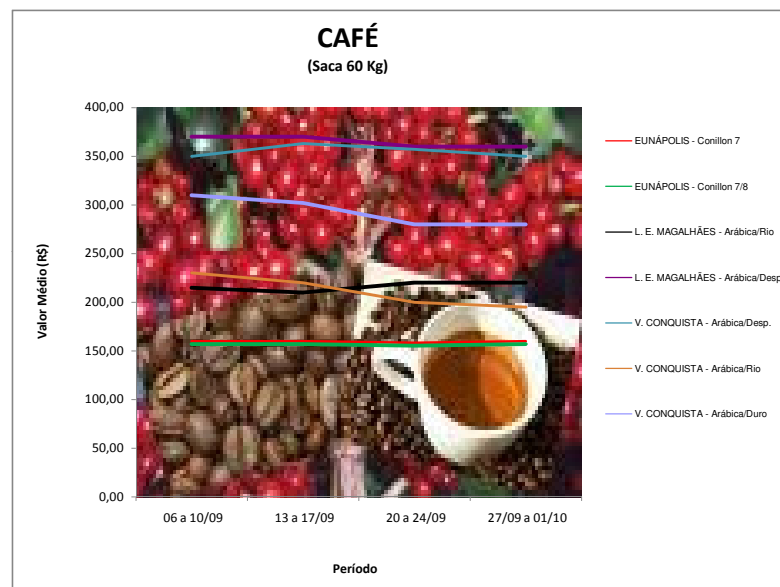 CAFÉ
(Saca 60 Kg)
400,00
350,00
300,00
250,00
200,00
150,00
100,00
50,00
0,00
Valor Médio (R$)
06 a 10/09
13 a 17/09
20 a 24/09
27/09 a 01/10
Período
EUNÁPOLIS - Conillon 7
EUNÁPOLIS - Conillon 7/8
L. E. MAGALHÃES - Arábica/Rio
L. E. MAGALHÃES - Arábica/Desp
V. CONQUISTA - Arábica/Desp.
V. CONQUISTA - Arábica/Rio
V. CONQUISTA - Arábica/Duro